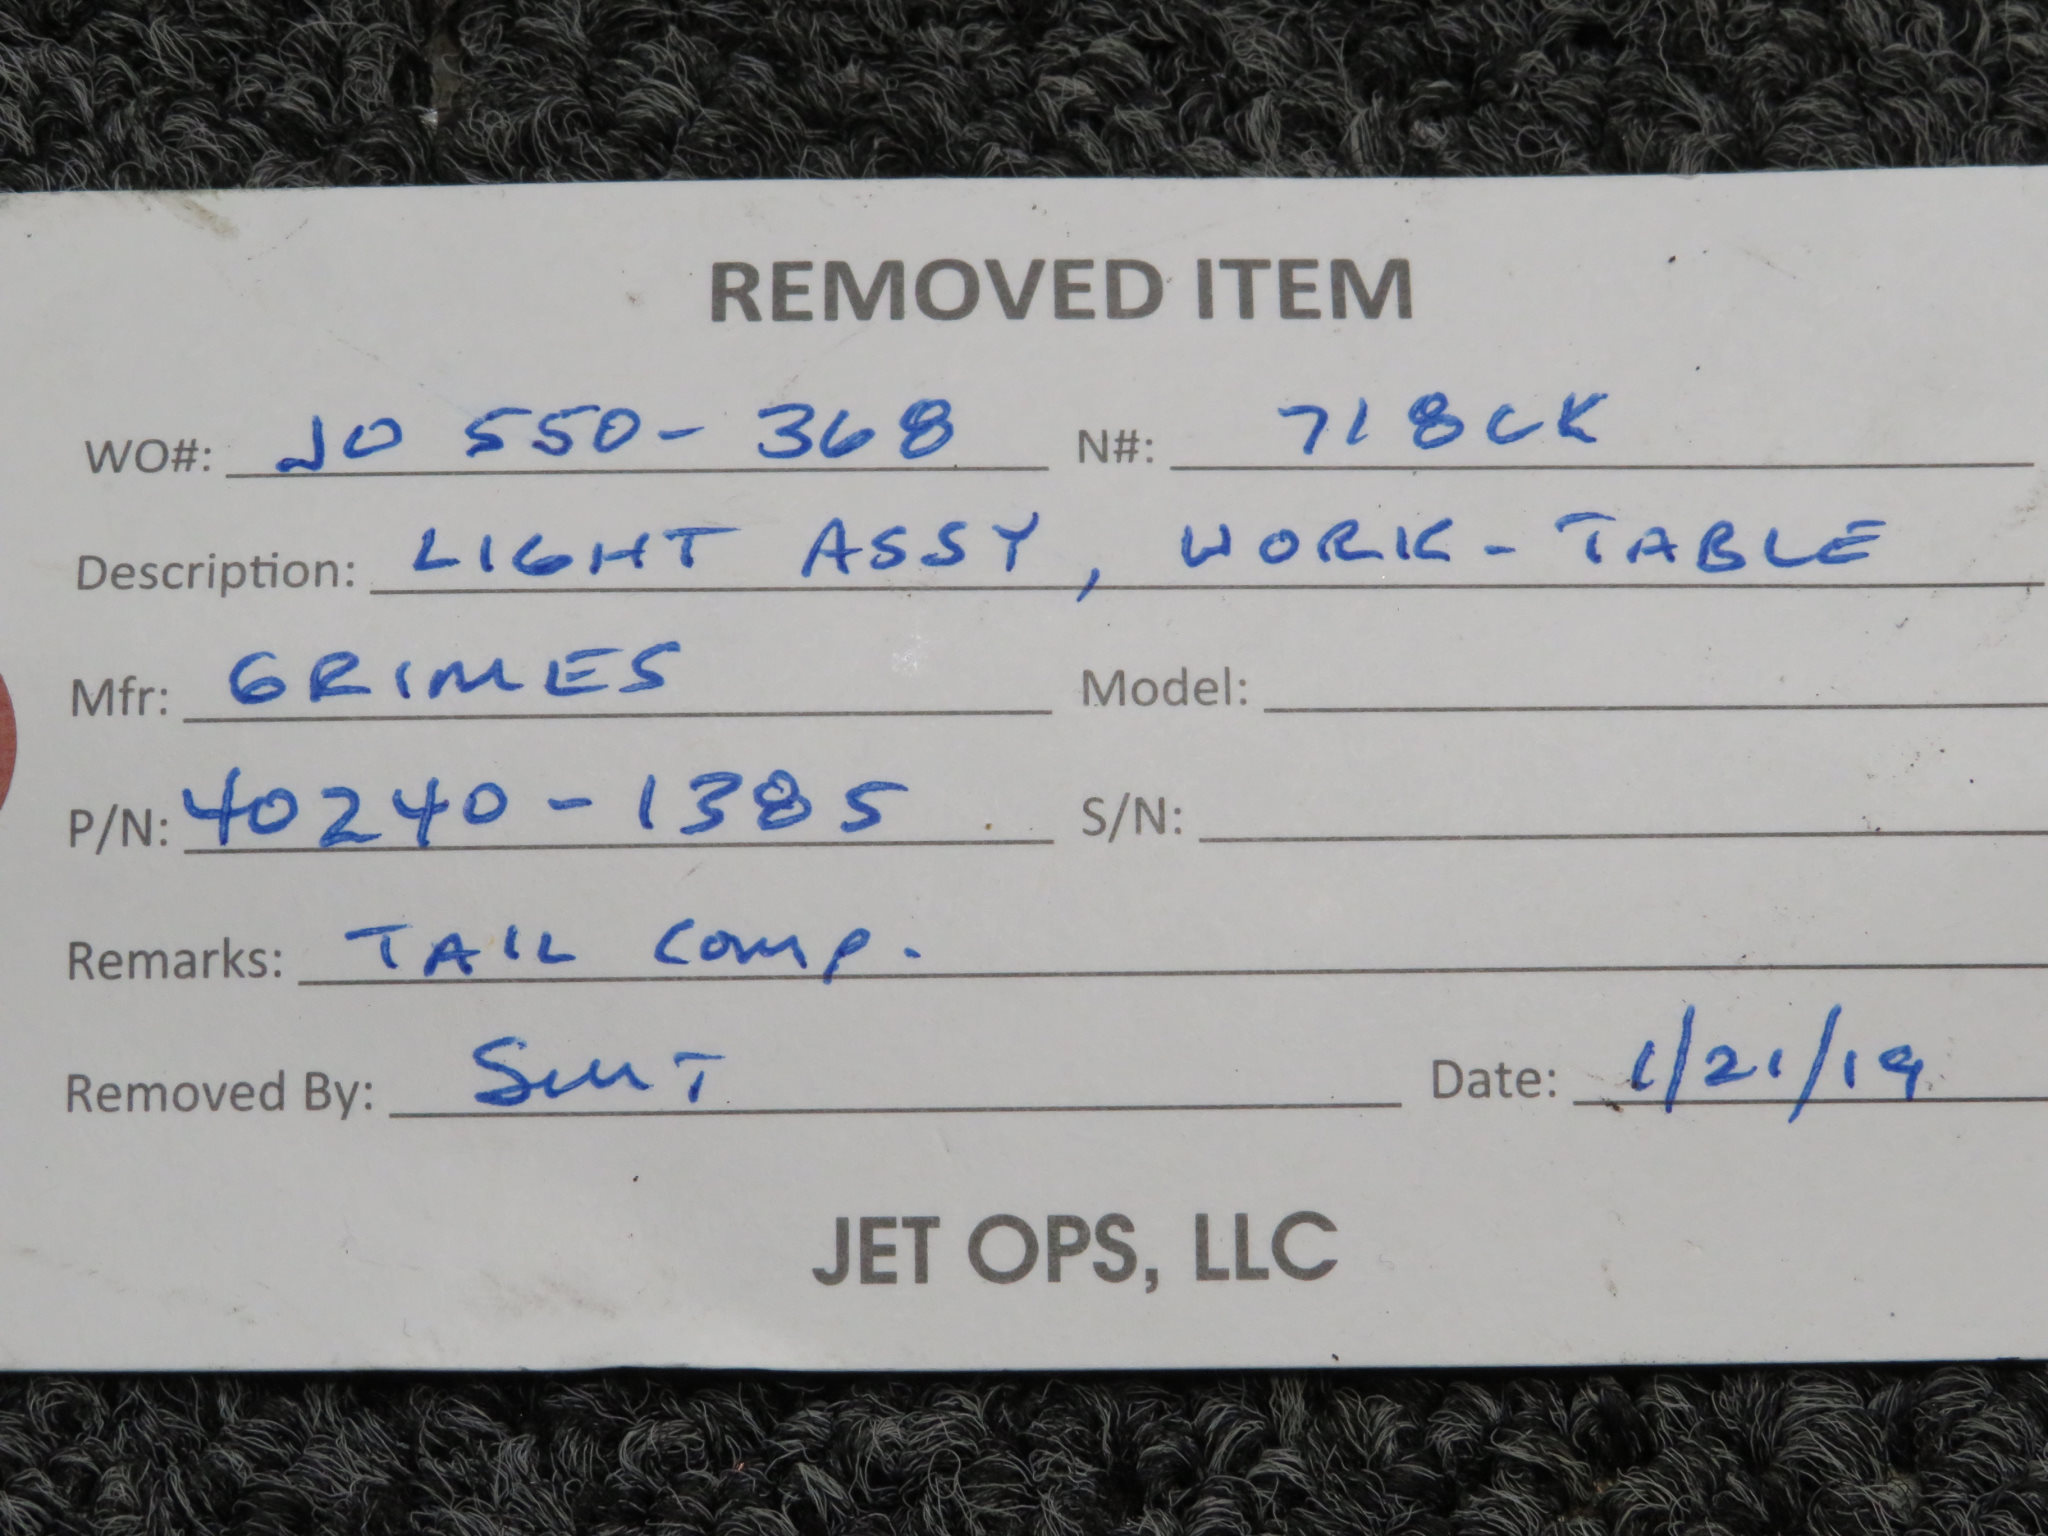 REMOVED ITEM
WO#: JO 550-368 N#: 718CK
Description: LIGHT ASSY, WORK-TABLE
Mfr: GRIMES Model:
P/N: 40240-1385 S/N:
Remarks: TAIL COMP.
Removed By: Date: 1/21/19
JET OPS, LLC